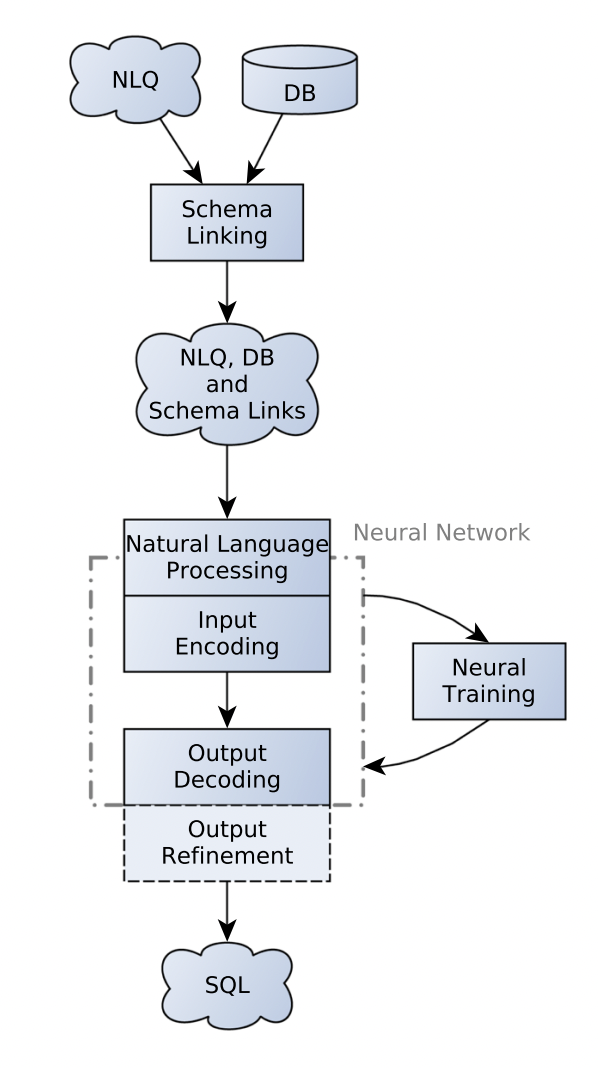 NLQ
DB
Schema
Linking
NLQ, DB
and
Schema Links
Neural Network
Natural Language
Processing
Input
Encoding
Neural
Training
Output
Decoding
Output
Refinement
SQL